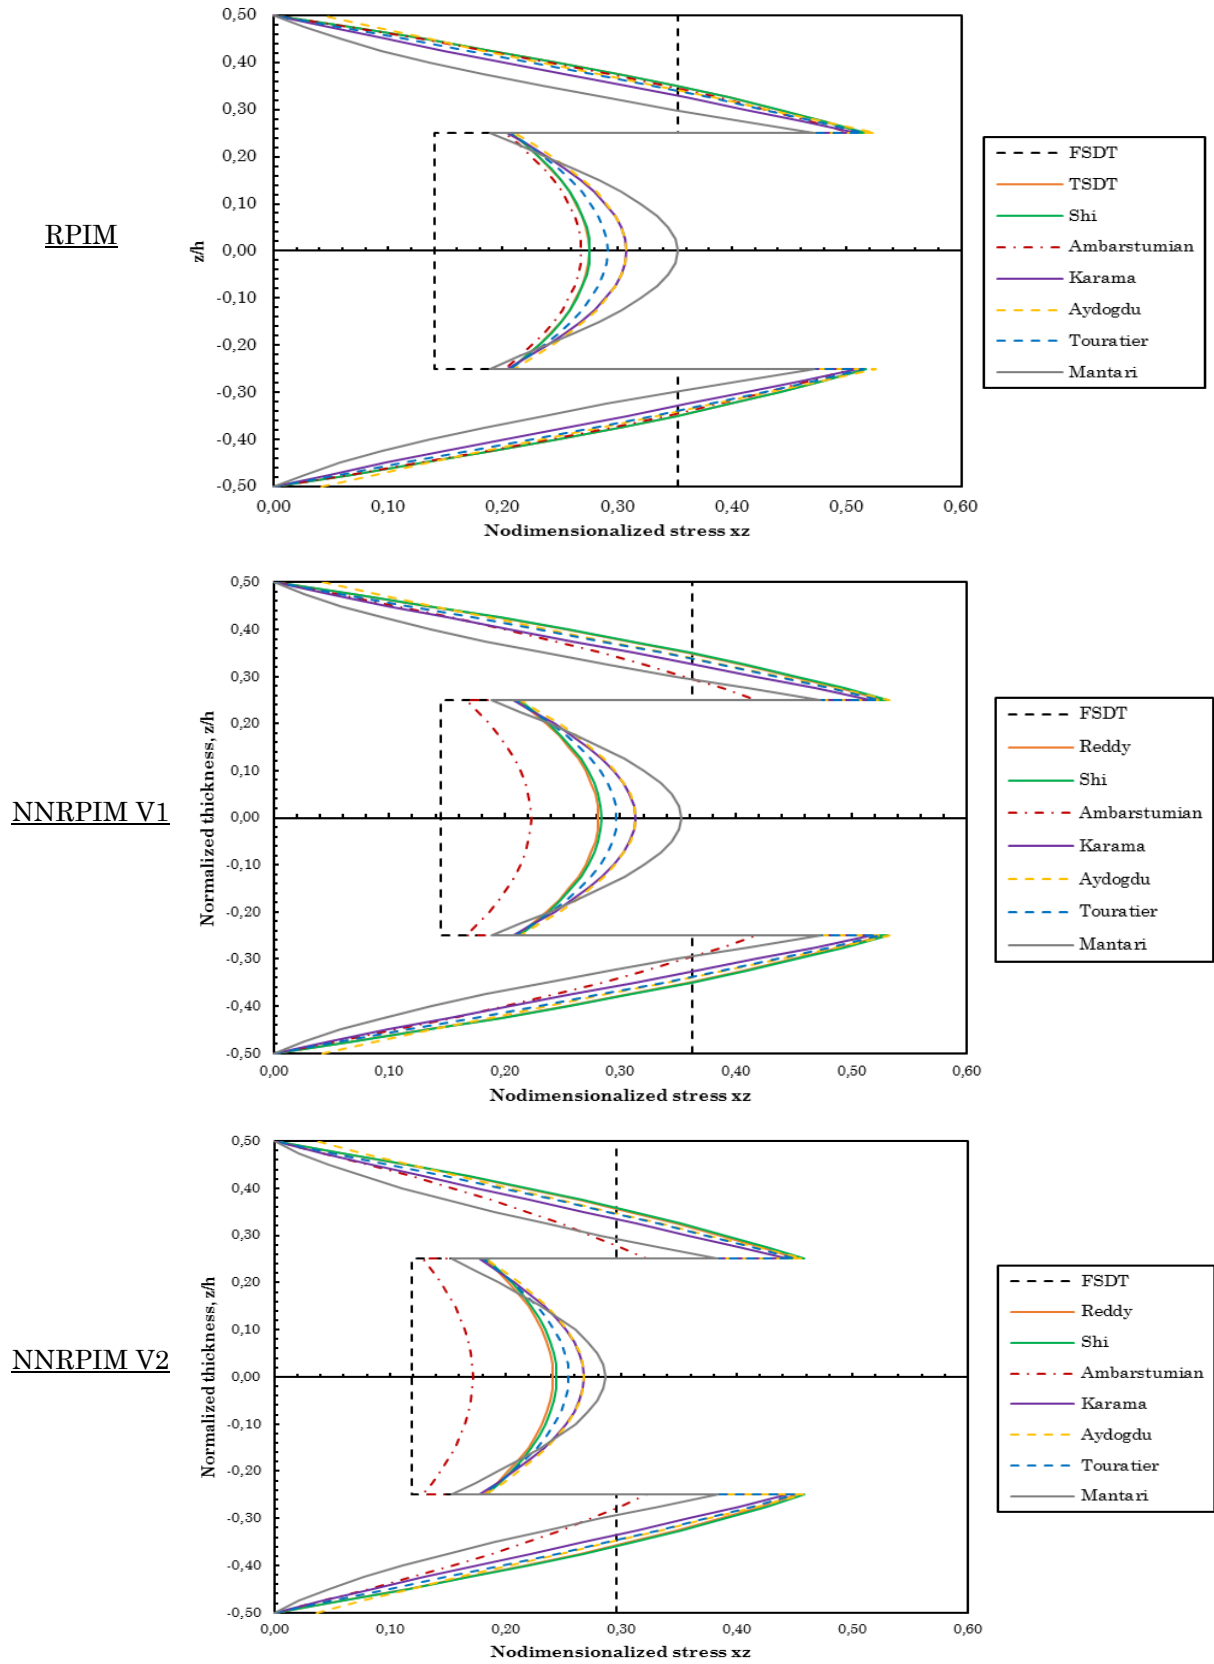 RPIM
z/h
0,50
0,40
0,30
0,20
0,10
0,00
-0,10
-0,20
-0,30
-0,40
-0,50
0,00 0,10 0,20 0,30 0,40 0,50 0,60
Nodimensionalized stress xz
FSDT
TSDT
Shi
Ambarstumian
Karama
Aydogdu
Touratier
Mantari
NNRPIM V1
Normalized thickness, z/h
0,50
0,40
0,30
0,20
0,10
0,00
-0,10
-0,20
-0,30
-0,40
-0,50
0,00 0,10 0,20 0,30 0,40 0,50 0,60
Nodimensionalized stress xz
FSDT
Reddy
Shi
Ambarstumian
Karama
Aydogdu
Touratier
Mantari
NNRPIM V2
Normalized thickness, z/h
0,50
0,40
0,30
0,20
0,10
0,00
-0,10
-0,20
-0,30
-0,40
-0,50
0,00 0,10 0,20 0,30 0,40 0,50 0,60
Nodimensionalized stress xz
FSDT
Reddy
Shi
Ambarstumian
Karama
Aydogdu
Touratier
Mantari